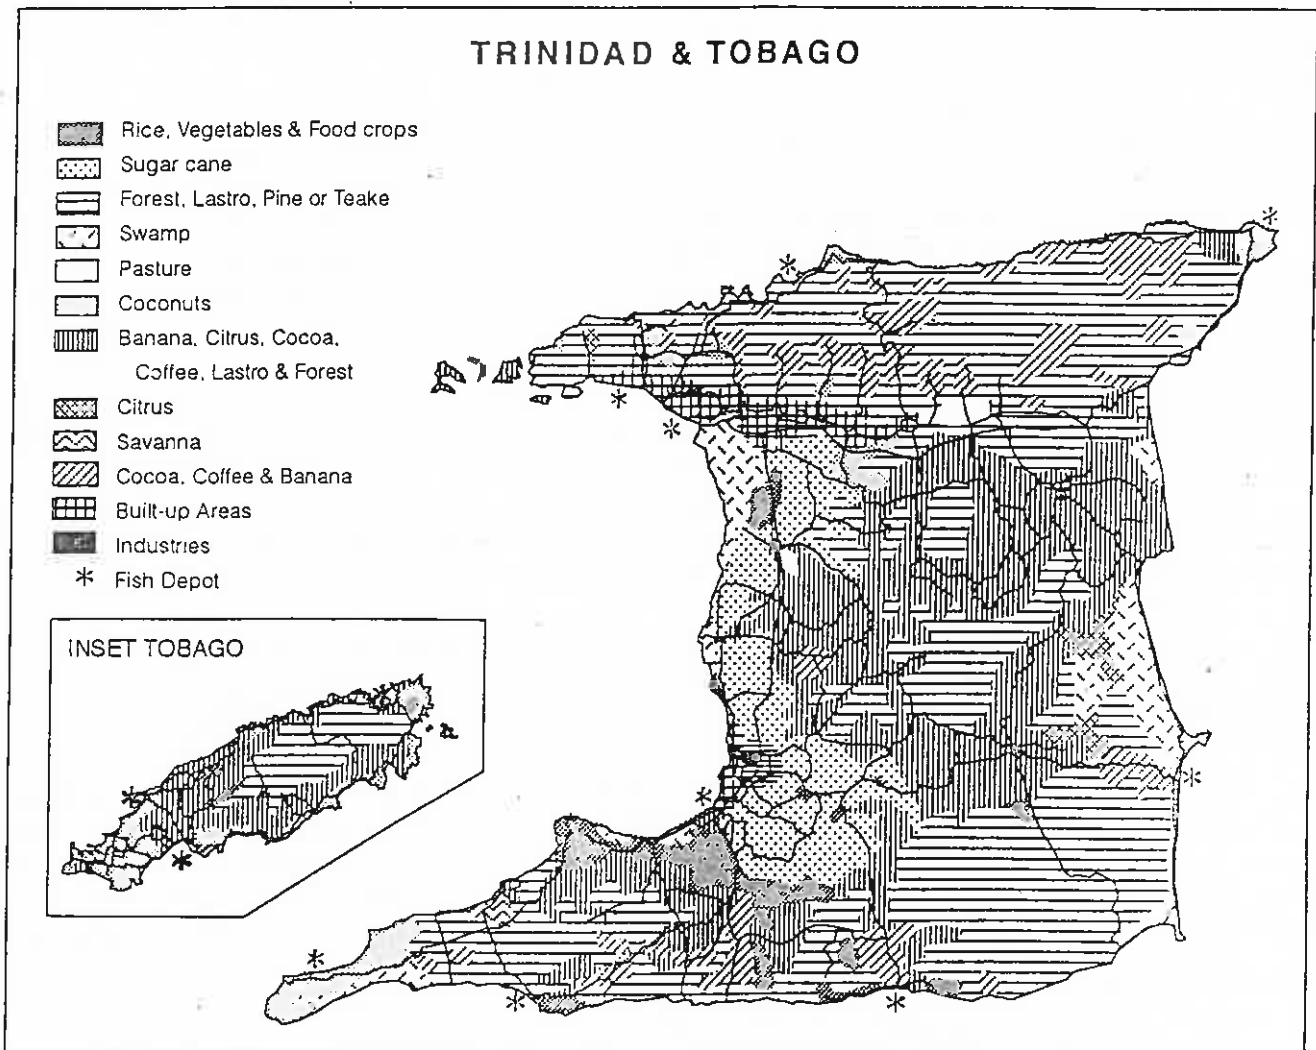 TRINIDAD & TOBAGO
Rice, Vegetables & Food crops
Sugar cane
Forest, Lastro, Pine or Teake
Swamp
Pasture
Coconuts
Banana, Citrus, Cocoa,
Coffee, Lastro & Forest
Citrus
Savanna
Cocoa, Coffee & Banana
Built-up Areas
Industries
* Fish Depot
INSET TOBAGO